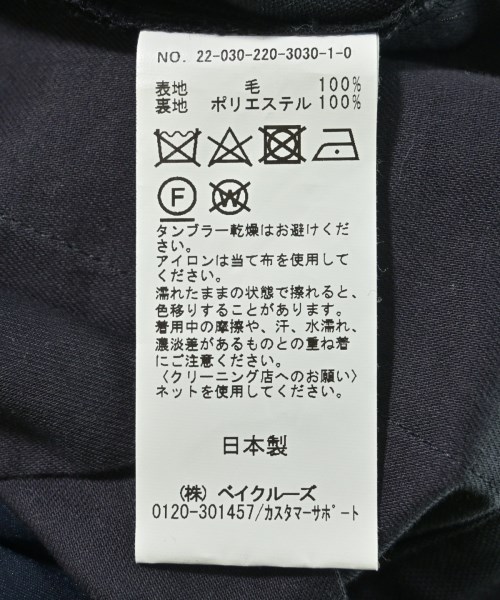 NO. 22-030-220-3030-1-0
表地 毛 100%
裏地 ポリエステル 100%
F W
タンブラー乾燥はお避けくだ
さい。
アイロンは当て布を使用して
ください。
濡れたままの状態で擦れると、
色移りすることがあります。
着用中の摩擦や、汗、水濡れ、
濃淡差があるものとの重ね着
にご注意ください。
〈クリーニング店へのお願い〉
ネットを使用してください。
日本製
(株) ベイクルーズ
0120-301457/カスタマーサポート